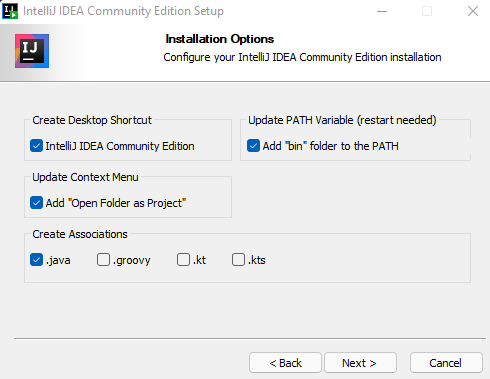 IntelliJ IDEA Community Edition Setup
IJ
Installation Options
Configure your IntelliJ IDEA Community Edition installation
Create Desktop Shortcut
IntelliJ IDEA Community Edition
Update PATH Variable (restart needed)
Add "bin" folder to the PATH
Update Context Menu
Add "Open Folder as Project"
Create Associations
.java .groovy .kt .kts
< Back Next > Cancel